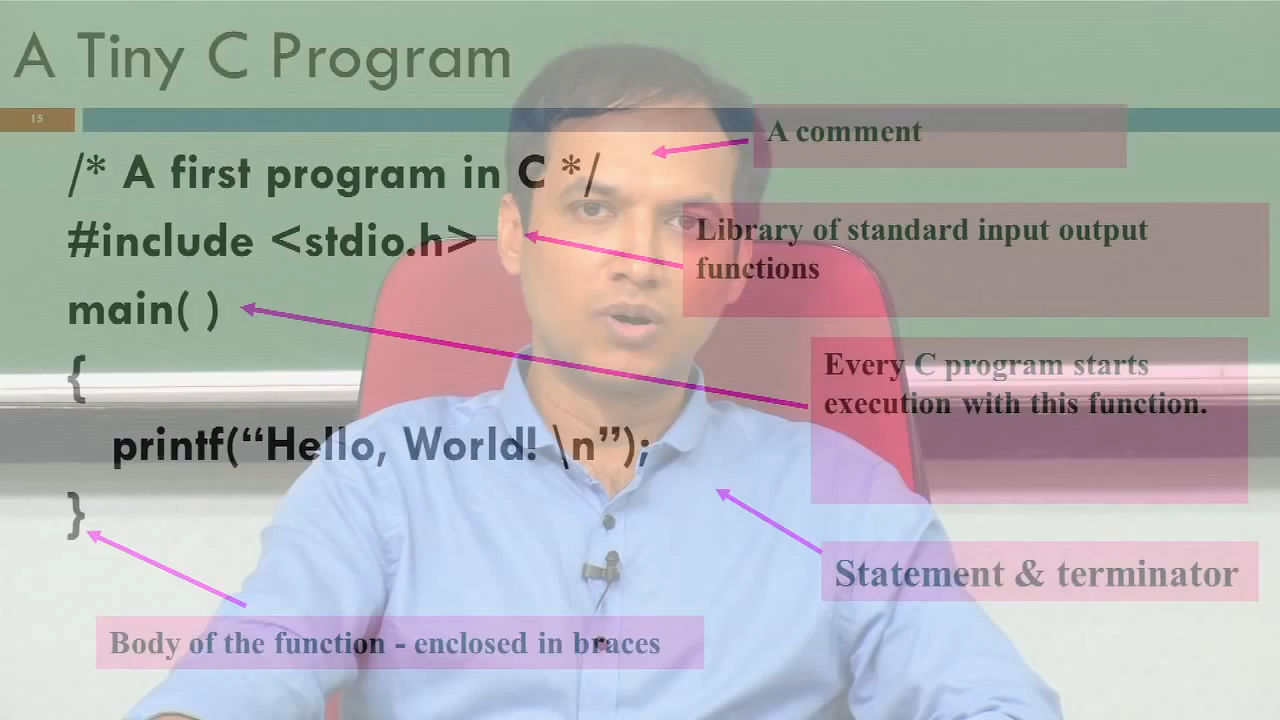 A Tiny C Program
15
/* A first program in C */
A comment
#include <stdio.h>
Library of standard input output
functions
main( )
Every C program starts
execution with this function.
{
printf(“Hello, World! \n”);
}
Statement & terminator
Body of the function - enclosed in braces